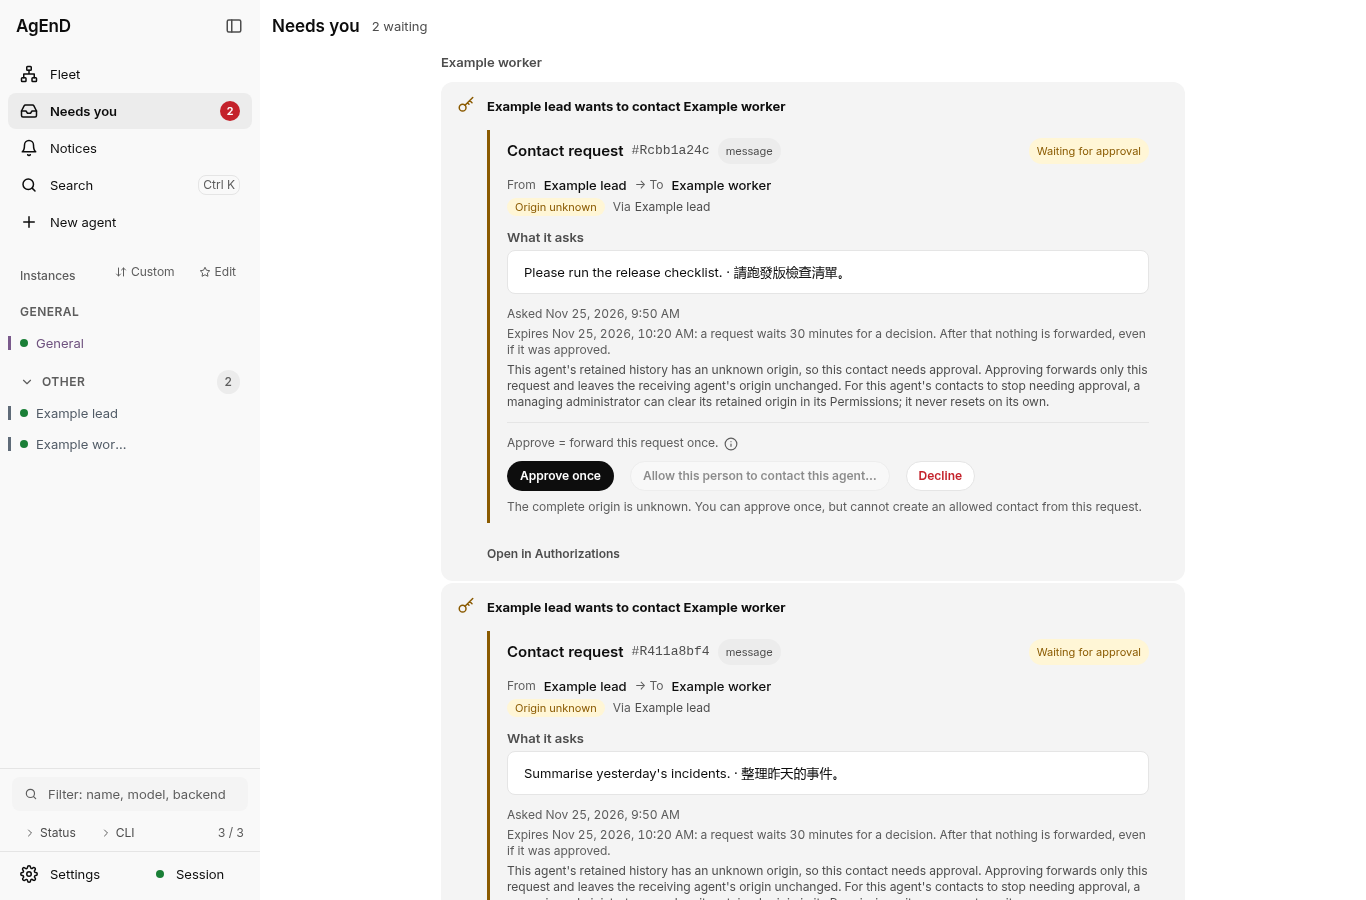 AgEnD
Fleet
Needs you 2
Notices
Search Ctrl K
New agent
Instances Custom Edit
GENERAL
General
OTHER 2
Example lead
Example wor...
Filter: name, model, backend
Status CLI 3 / 3
Settings Session
Needs you 2 waiting
Example worker
Example lead wants to contact Example worker
Contact request #Rcbb1a24c message Waiting for approval
From Example lead → To Example worker
Origin unknown Via Example lead
What it asks
Please run the release checklist. · 請跑發版檢查清單。
Asked Nov 25, 2026, 9:50 AM
Expires Nov 25, 2026, 10:20 AM: a request waits 30 minutes for a decision. After that nothing is forwarded, even
if it was approved.
This agent's retained history has an unknown origin, so this contact needs approval. Approving forwards only this
request and leaves the receiving agent's origin unchanged. For this agent's contacts to stop needing approval, a
managing administrator can clear its retained origin in its Permissions; it never resets on its own.
Approve = forward this request once.
Approve once Allow this person to contact this agent... Decline
The complete origin is unknown. You can approve once, but cannot create an allowed contact from this request.
Open in Authorizations
Example lead wants to contact Example worker
Contact request #R411a8bf4 message Waiting for approval
From Example lead → To Example worker
Origin unknown Via Example lead
What it asks
Summarise yesterday's incidents. · 整理昨天的事件。
Asked Nov 25, 2026, 9:50 AM
Expires Nov 25, 2026, 10:20 AM: a request waits 30 minutes for a decision. After that nothing is forwarded, even
if it was approved.
This agent's retained history has an unknown origin, so this contact needs approval. Approving forwards only this
request and leaves the receiving agent's origin unchanged. For this agent's contacts to stop needing approval, a